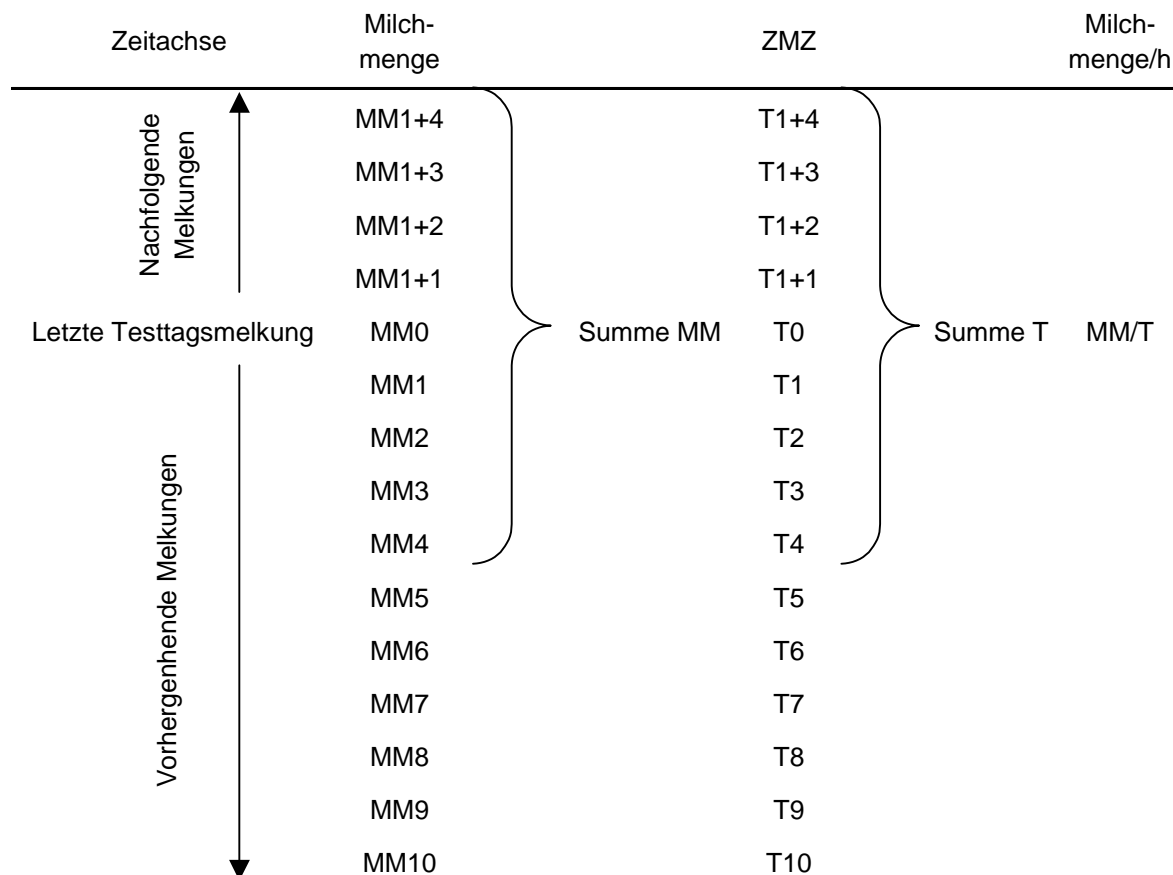 Zeitachse Milch- ZMZ Milch-
menge menge/h
MM1+4 T1+4
Nachfolgende
Melkungen
MM1+3 T1+3
MM1+2 T1+2
MM1+1 T1+1
Letzte Testtagsmelkung MM0 Summe MM T0 Summe T MM/T
MM1 T1
MM2 T2
MM3 T3
MM4 T4
Vorhergenhende Melkungen
MM5 T5
MM6 T6
MM7 T7
MM8 T8
MM9 T9
MM10 T10